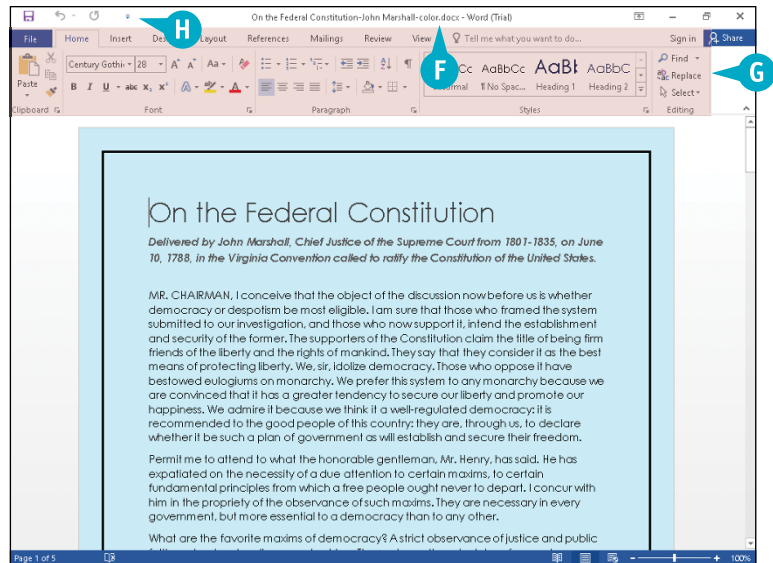 On the Federal Constitution-John Marshall-color.docx - Word (Trial)
H
File Home Insert Layout References Mailings Review View Tell me what you want to do... Sign in Share
F
G
Paste
Century Gothi 28 A A Aa
B I U abc x₂ x² A A
AaBbCc AaBl AaBbC
¶ No Spac... Heading 1 Heading 2
Find
Replace
Select
Clipboard Font Paragraph Styles Editing
On the Federal Constitution
Delivered by John Marshall, Chief Justice of the Supreme Court from 1801-1835, on June
10, 1788, in the Virginia Convention called to ratify the Constitution of the United States.
MR. CHAIRMAN, I conceive that the object of the discussion now before us is whether
democracy or despotism be most eligible. I am sure that those who framed the system
submitted to our investigation, and those who now support it, intend the establishment
and security of the former. The supporters of the Constitution claim the title of being firm
friends of the liberty and the rights of mankind. They say that they consider it as the best
means of protecting liberty. We, sir, idolize democracy. Those who oppose it have
bestowed eulogiums on monarchy. We prefer this system to any monarchy because we
are convinced that it has a greater tendency to secure our liberty and promote our
happiness. We admire it because we think it a well-regulated democracy: it is
recommended to the good people of this country: they are, through us, to declare
whether it be such a plan of government as will establish and secure their freedom.
Permit me to attend to what the honorable gentleman, Mr. Henry, has said. He has
expatiated on the necessity of a due attention to certain maxims, to certain
fundamental principles from which a free people ought never to depart. I concur with
him in the propriety of the observance of such maxims. They are necessary in every
government, but more essential to a democracy than to any other.
What are the favorite maxims of democracy? A strict observance of justice and public
Page 1 of 5 100%